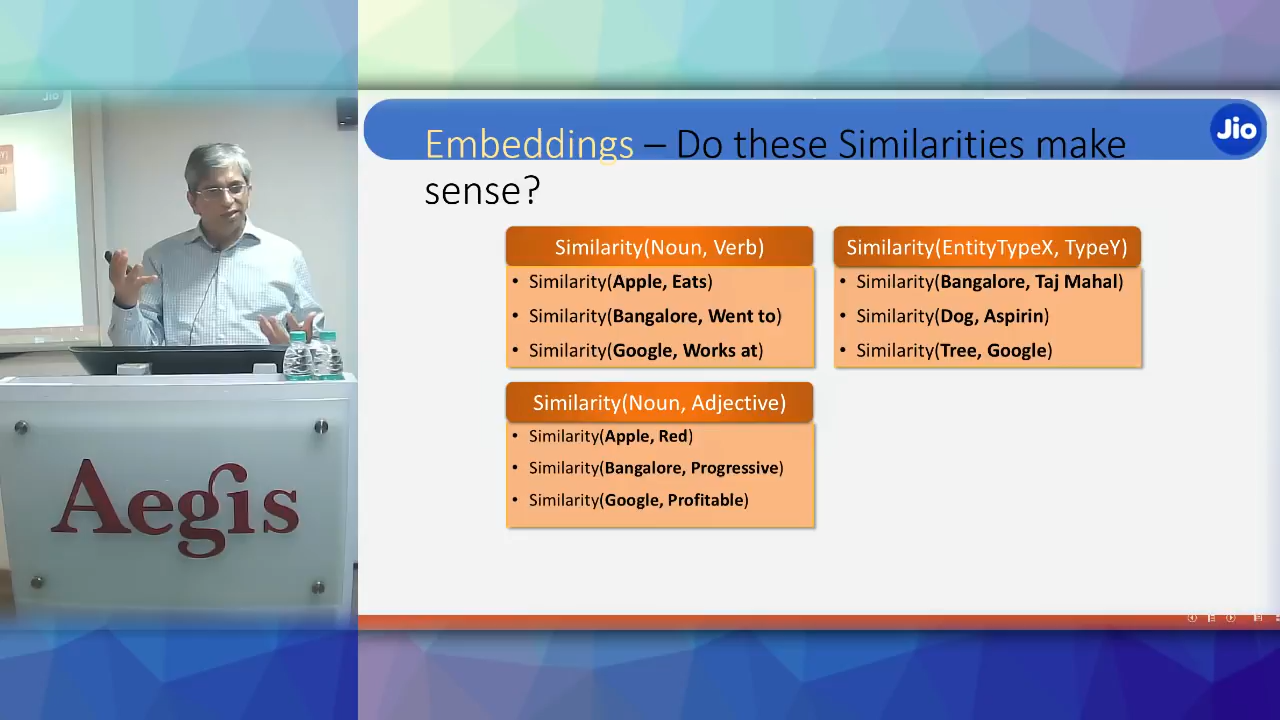 Jio
Embeddings – Do these Similarities make
sense?
Jio
Similarity(Noun, Verb)
• Similarity(Apple, Eats)
• Similarity(Bangalore, Went to)
• Similarity(Google, Works at)
Similarity(EntityTypeX, TypeY)
• Similarity(Bangalore, Taj Mahal)
• Similarity(Dog, Aspirin)
• Similarity(Tree, Google)
Similarity(Noun, Adjective)
• Similarity(Apple, Red)
• Similarity(Bangalore, Progressive)
• Similarity(Google, Profitable)
Aegis